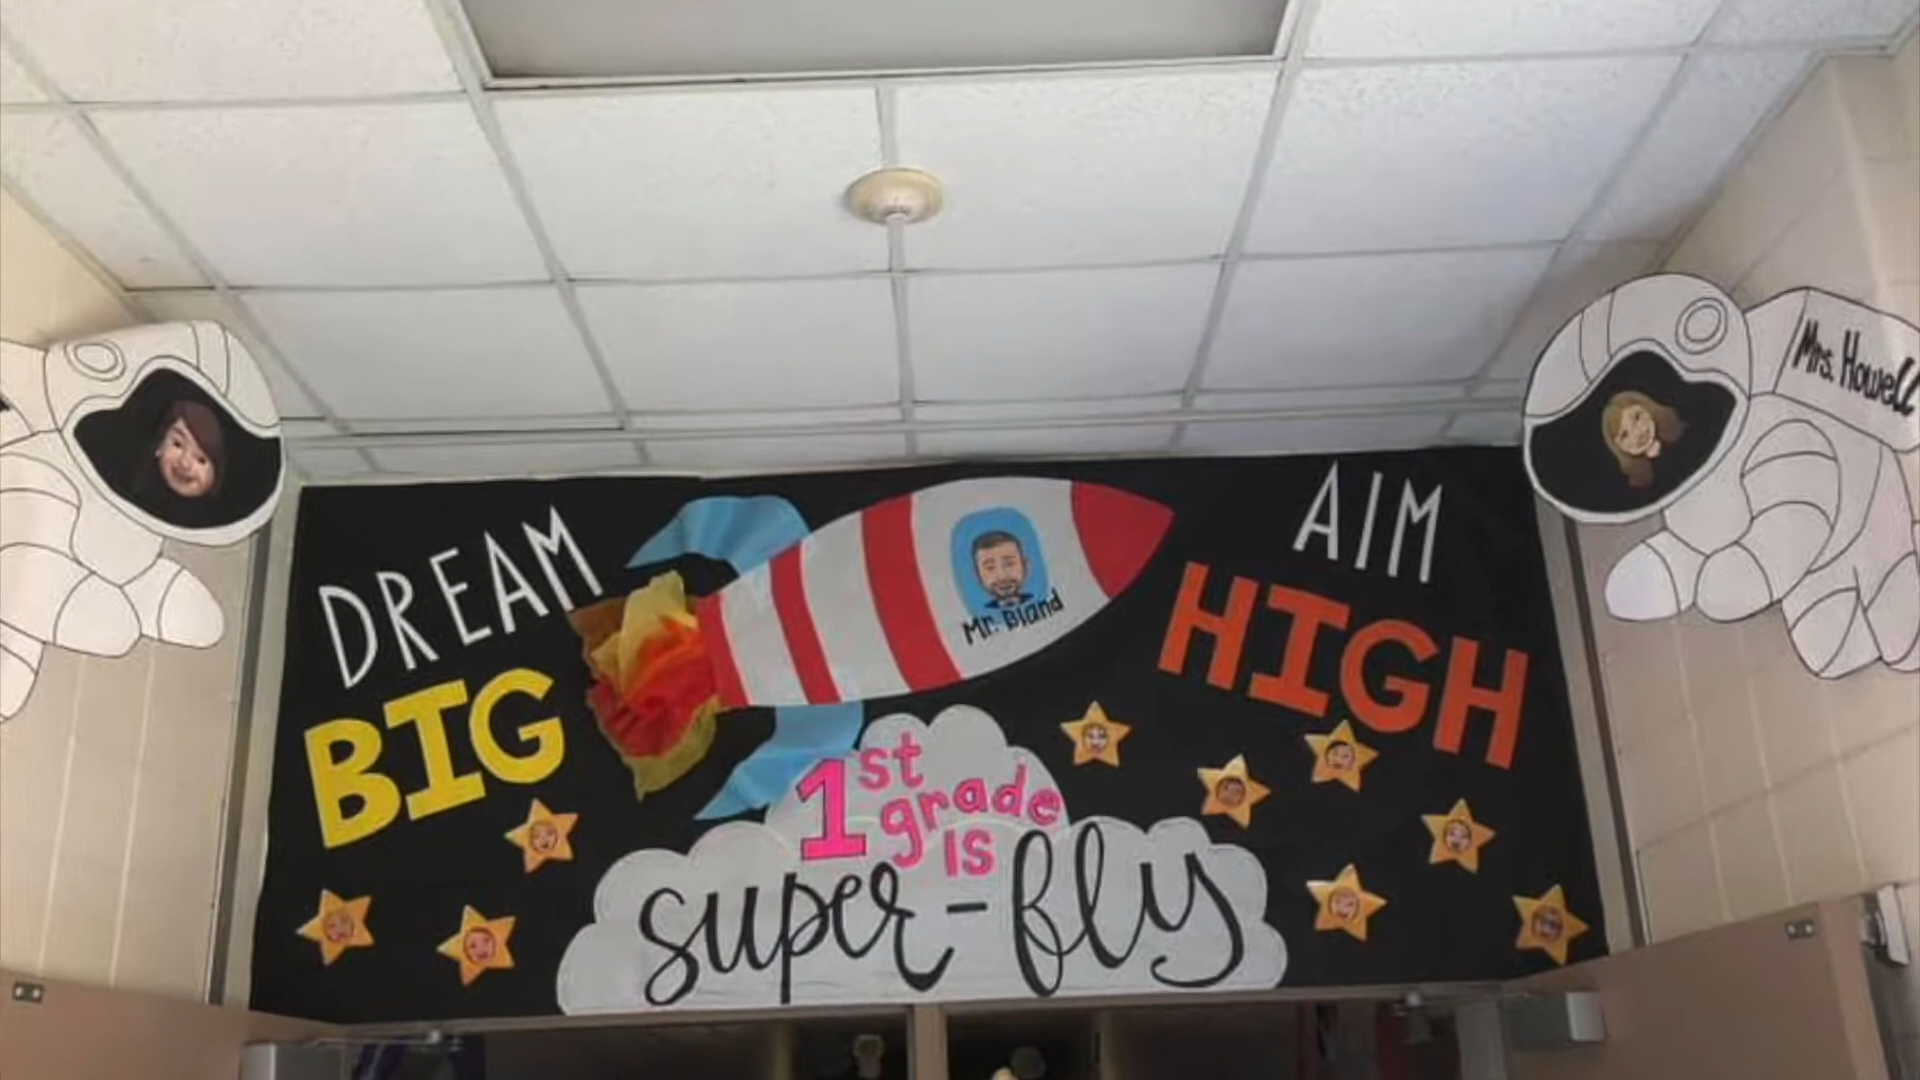 DREAM
BIG
Mr. Bland
AIM
HIGH
Mrs. Howell
1st
grade
is
super-fly